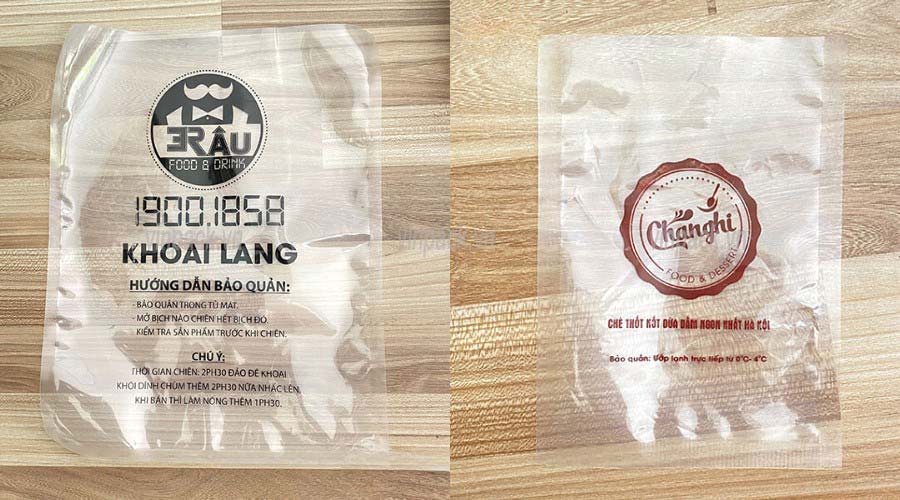 3RÂU
FOOD & DRINK
1900.1858
KHOAI LANG
HƯỚNG DẪN BẢO QUẢN:
- BẢO QUẢN TRONG TỦ MÁT.
- MỞ BỊCH NÀO CHIÊN HẾT BỊCH ĐÓ.
KIỂM TRA SẢN PHẨM TRƯỚC KHI CHIÊN.
CHÚ Ý:
THỜI GIAN CHIÊN: 2PH30 ĐẢO ĐỂ KHOAI
KHỎI DÍNH CHÙM THÊM 2PH30 NỮA NHẤC LÊN,
KHI BÁN THÌ LÀM NÓNG THÊM 1PH30.
Changhi
FOOD & DESSERT
CHÈ THỐT NỐT DỪA DẦM NGON NHẤT HÀ NỘI
Bảo quản: Ướp lạnh trực tiếp từ 0°C- 4°C